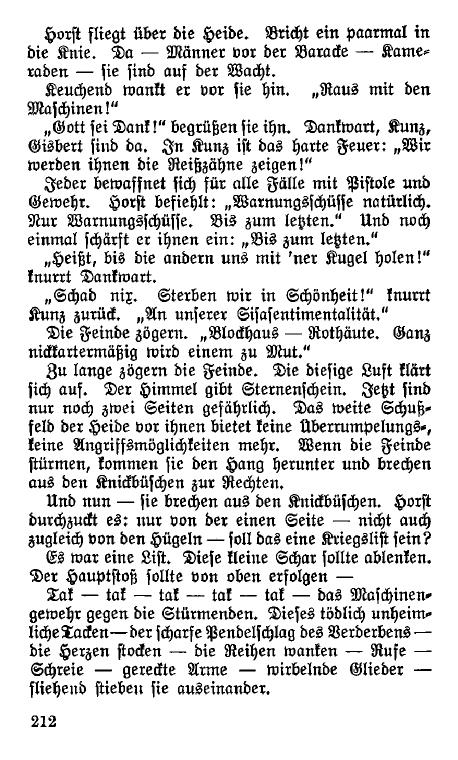 Horst fliegt über die Heide. Bricht ein paarmal in
die Knie. Da — Männer vor der Baracke — Kame-
raden — sie sind auf der Wacht.
Keuchend wankt er vor sie hin. „Raus mit den
Maschinen!“
„Gott sei Dank!“ begrüßen sie ihn. Dankwart, Kunz,
Gisbert sind da. In Kunz ist das harte Feuer: „Wir
werden ihnen die Reißzähne zeigen!“
Jeder bewaffnet sich für alle Fälle mit Pistole und
Gewehr. Horst befiehlt: „Warnungsschüsse natürlich.
Nur Warnungsschüsse. Bis zum letzten.“ Und noch
einmal schärft er ihnen ein: „Bis zum letzten.“
„Heißt, bis die andern uns mit 'ner Kugel holen!“
knurrt Dankwart.
„Schad nix. Sterben wir in Schönheit!“ knurrt
Kunz zurück. „An unserer Sisasentimentalität.“
Die Feinde zögern. „Blockhaus — Rothäute. Ganz
nickkartermäßig wird einem zu Mut.“
Zu lange zögern die Feinde. Die diesige Luft klärt
sich auf. Der Himmel gibt Sternenschein. Jetzt sind
nur noch zwei Seiten gefährlich. Das weite Schuß-
feld der Heide vor ihnen bietet keine Überrumpelungs-,
keine Angriffsmöglichkeiten mehr. Wenn die Feinde
stürmen, kommen sie den Hang herunter und brechen
aus den Knickbüschen zur Rechten.
Und nun — sie brechen aus den Knickbüschen. Horst
durchzuckt es: nur von der einen Seite — nicht auch
zugleich von den Hügeln — soll das eine Kriegslist sein?
Es war eine List. Diese kleine Schar sollte ablenken.
Der Hauptstoß sollte von oben erfolgen —
Tak — tak — tak — tak — tak — das Maschinen-
gewehr gegen die Stürmenden. Dieses tödlich unheim-
liche Tacken — der scharfe Pendelschlag des Verderbens —
die Herzen stocken — die Reihen wanken — Rufe —
Schreie — gereckte Arme — wirbelnde Glieder —
fliehend stieben sie auseinander.
212